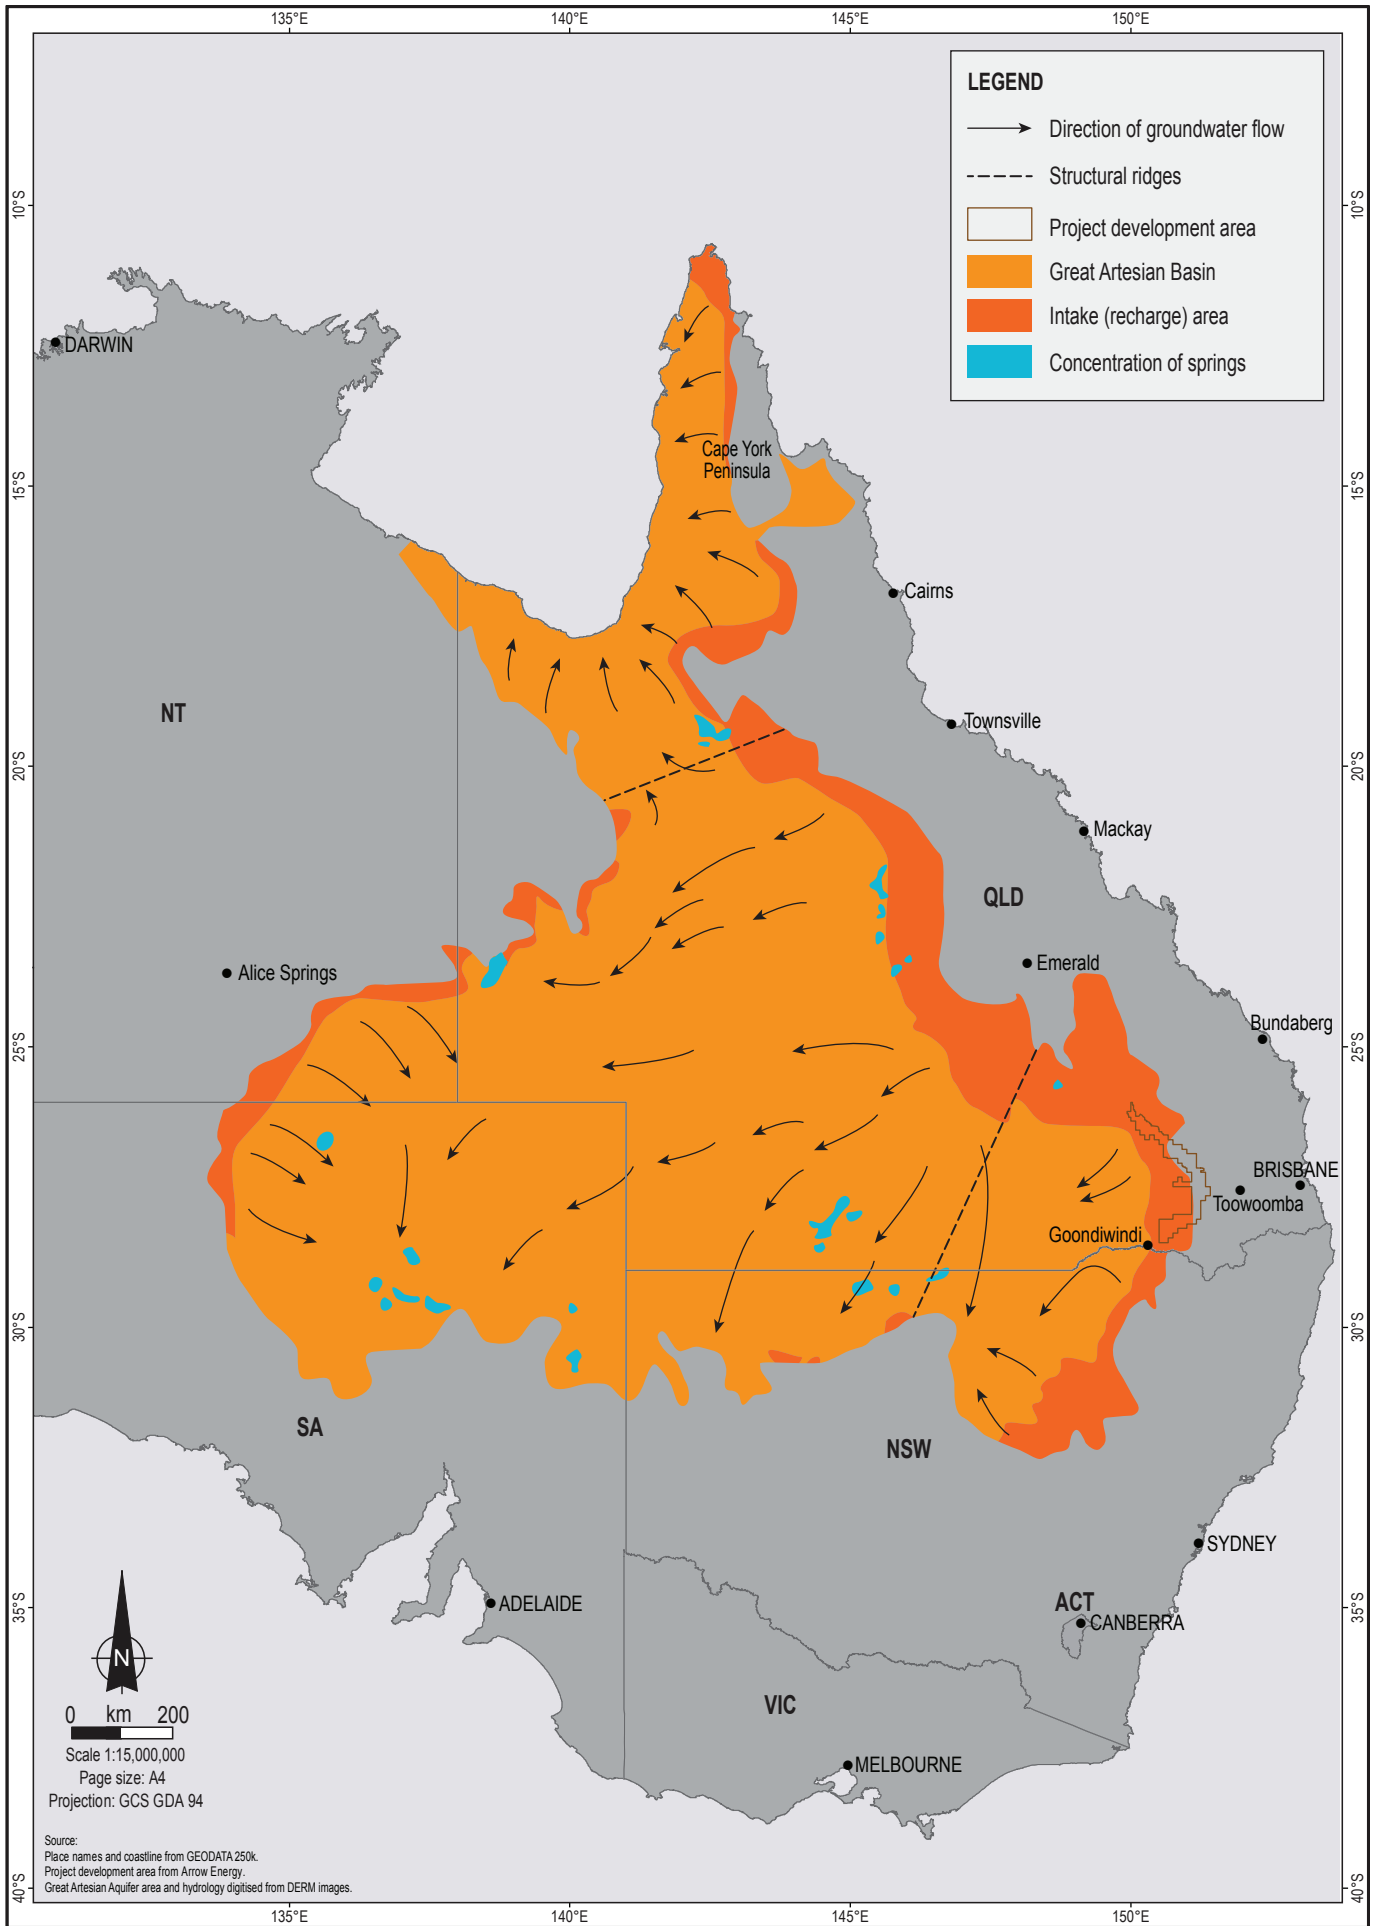 135°E
140°E
145°E
150°E
LEGEND
Direction of groundwater flow
Structural ridges
Project development area
Great Artesian Basin
Intake (recharge) area
Concentration of springs
10°S
10°S
DARWIN
Cape York
Peninsula
15°S
15°S
Cairns
NT
Townsville
20°S
20°S
Mackay
QLD
Emerald
Alice Springs
Bundaberg
25°S
25°S
BRISBANE
Toowoomba
Goondiwindi
30°S
30°S
SA
NSW
SYDNEY
ACT
CANBERRA
ADELAIDE
35°S
35°S
N
0 km 200
Scale 1:15,000,000
Page size: A4
Projection: GCS GDA 94
VIC
MELBOURNE
Source:
Place names and coastline from GEODATA 250k.
Project development area from Arrow Energy.
Great Artesian Aquifer area and hydrology digitised from DERM images.
40°S
40°S
135°E
140°E
145°E
150°E